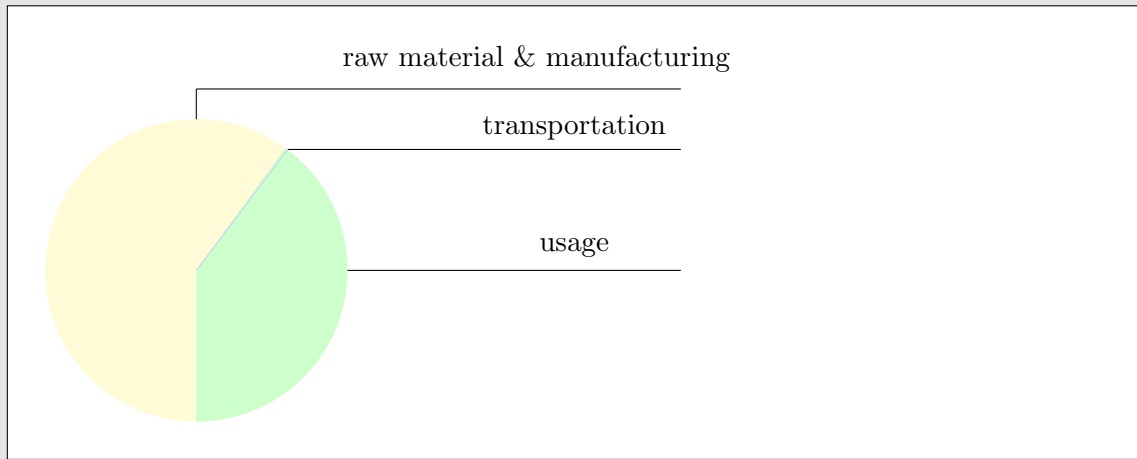 raw material & manufacturing
transportation
usage